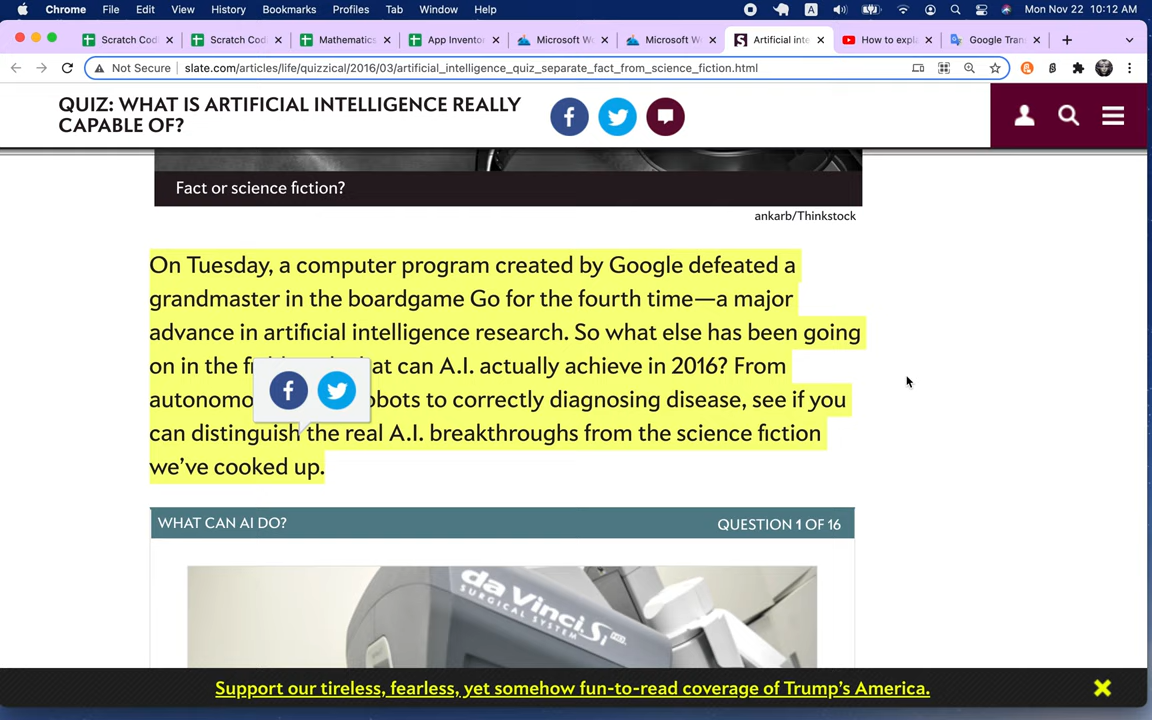 Chrome File Edit View History Bookmarks Profiles Tab Window Help A Mon Nov 22 10:12 AM
Scratch Codi Scratch Codi Mathematics App Invento Microsoft W Microsoft W Artificial inte How to expla Google Tran
Not Secure slate.com/articles/life/quizzical/2016/03/artificial_intelligence_quiz_separate_fact_from_science_fiction.html
QUIZ: WHAT IS ARTIFICIAL INTELLIGENCE REALLY
CAPABLE OF?
Fact or science fiction?
ankarb/Thinkstock
On Tuesday, a computer program created by Google defeated a
grandmaster in the boardgame Go for the fourth time—a major
advance in artificial intelligence research. So what else has been going
on in the at can A.I. actually achieve in 2016? From
autonomo obots to correctly diagnosing disease, see if you
can distinguish the real A.I. breakthroughs from the science fiction
we've cooked up.
WHAT CAN AI DO? QUESTION 1 OF 16
da Vinci Si HD
SURGICAL SYSTEM
Support our tireless, fearless, yet somehow fun-to-read coverage of Trump's America.